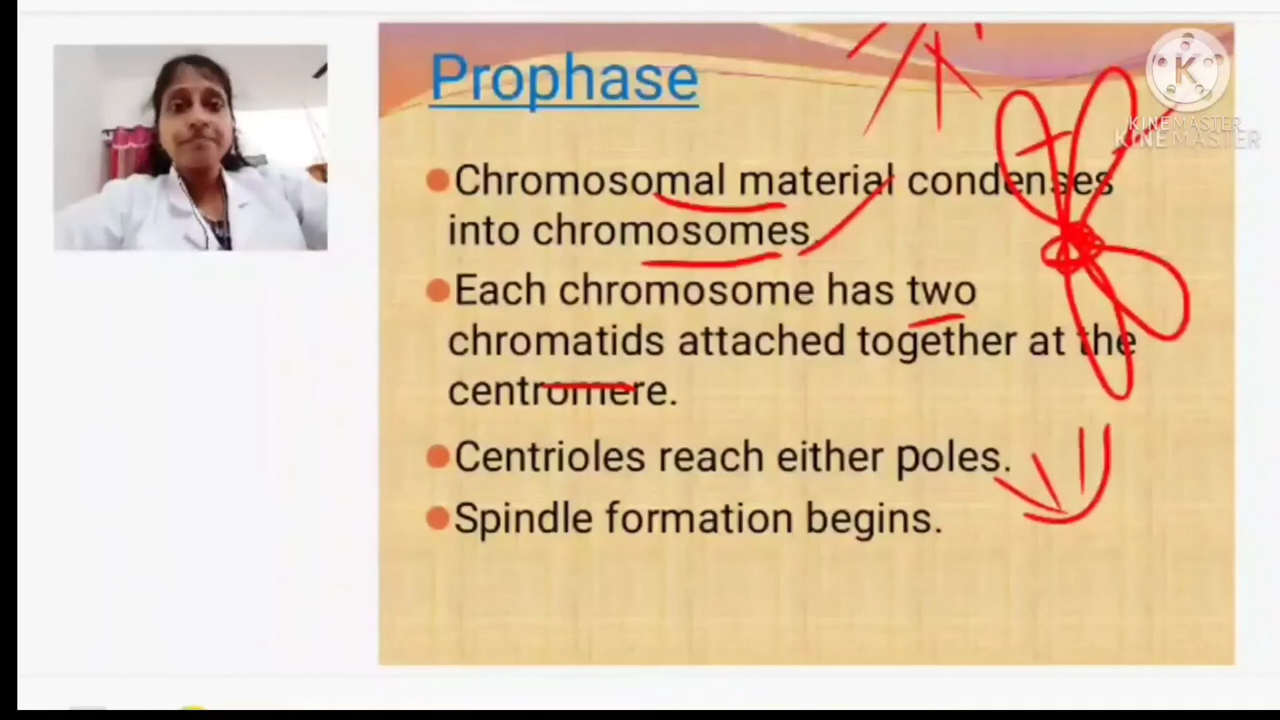 Prophase
Chromosomal material condenses
into chromosomes.
Each chromosome has two
chromatids attached together at the
centromere.
Centrioles reach either poles.
Spindle formation begins.
K
KINEMASTER
KINEMASTER